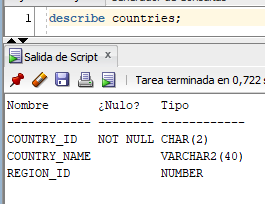 1 describe countries;
Salida de Script
Tarea terminada en 0,722 s
Nombre ¿Nulo? Tipo
------------ -------- ------------
COUNTRY_ID NOT NULL CHAR(2)
COUNTRY_NAME VARCHAR2(40)
REGION_ID NUMBER